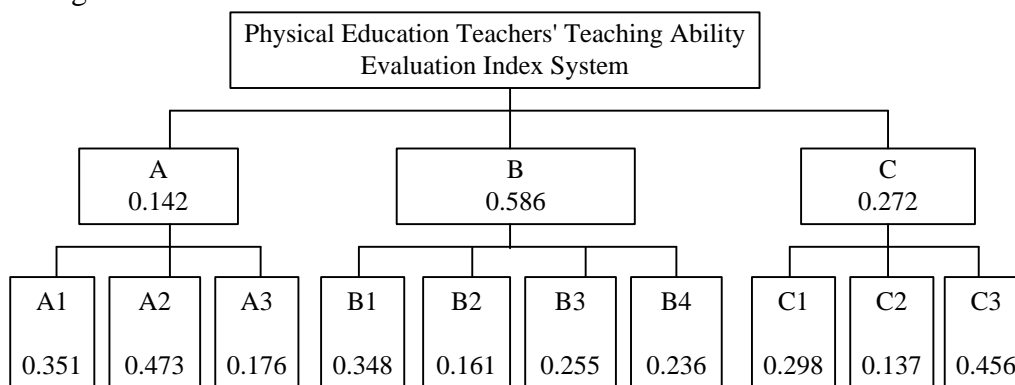 Physical Education Teachers' Teaching Ability
Evaluation Index System
A
0.142
B
0.586
C
0.272
A1
0.351
A2
0.473
A3
0.176
B1
0.348
B2
0.161
B3
0.255
B4
0.236
C1
0.298
C2
0.137
C3
0.456